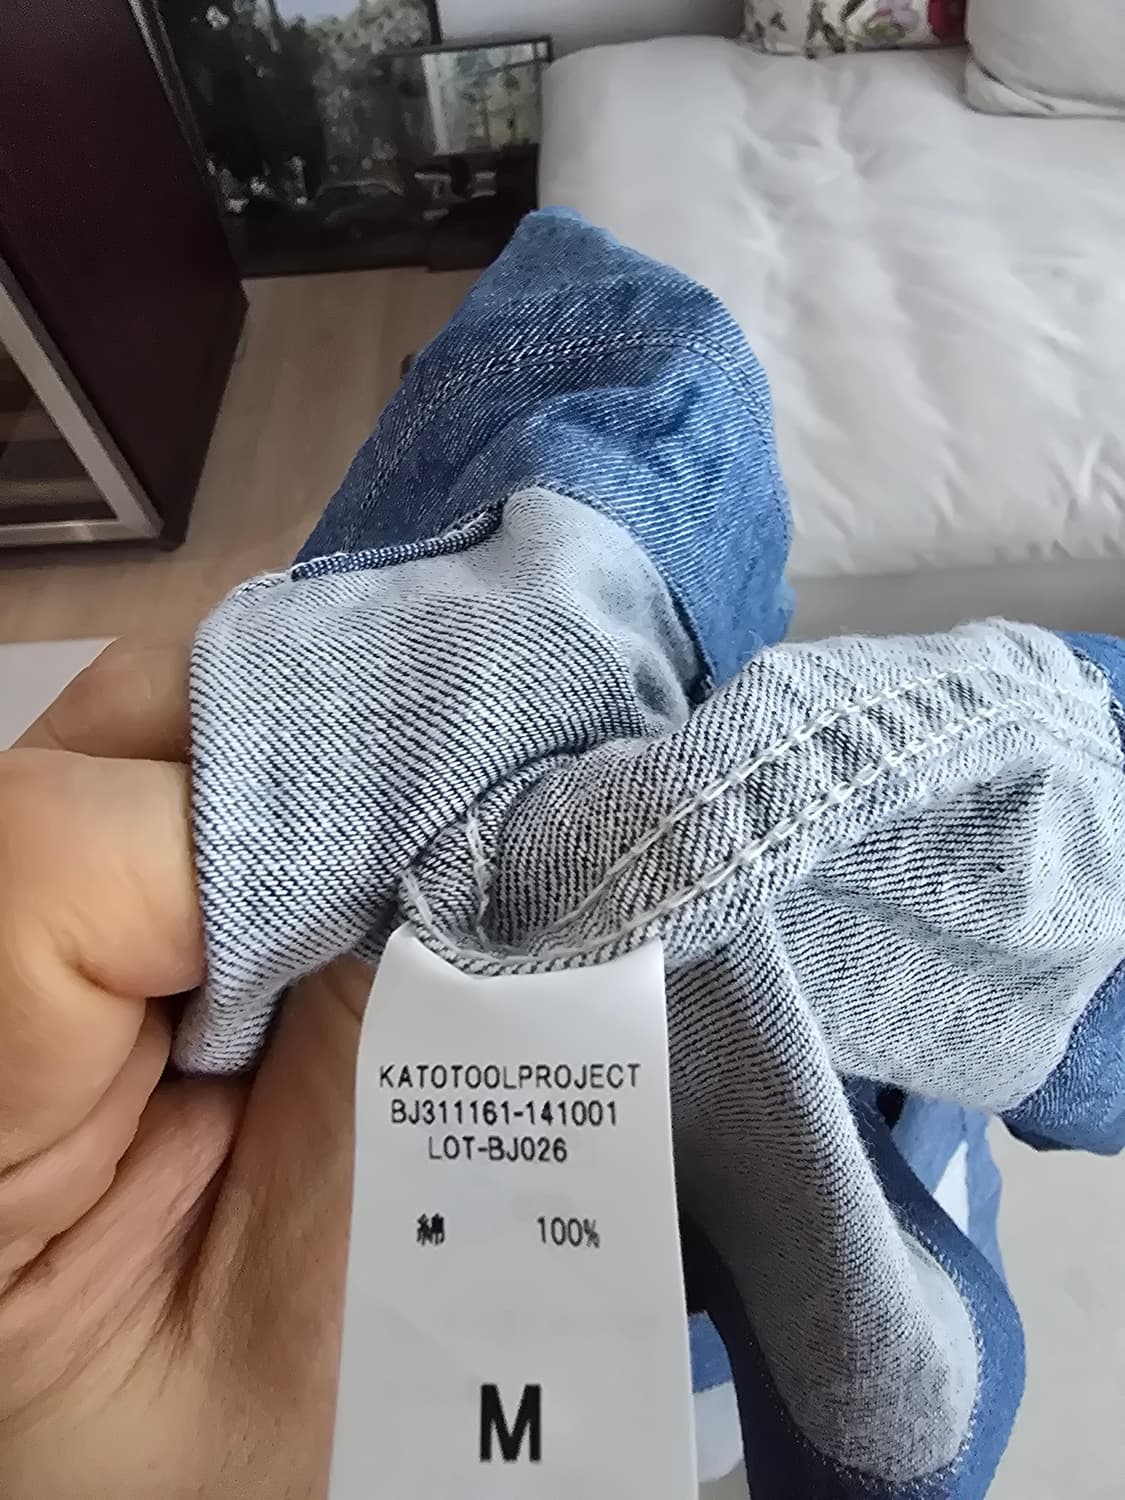 KATOTOOLPROJECT
BJ311161-141001
LOT-BJ026
綿 100%
M